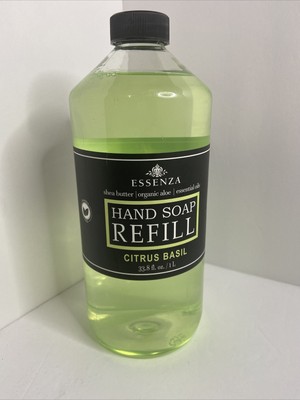 ESSENZA
shea butter | organic aloe | essential oils
HAND SOAP
REFILL
CITRUS BASIL
33.8 fl. oz. / 1 L